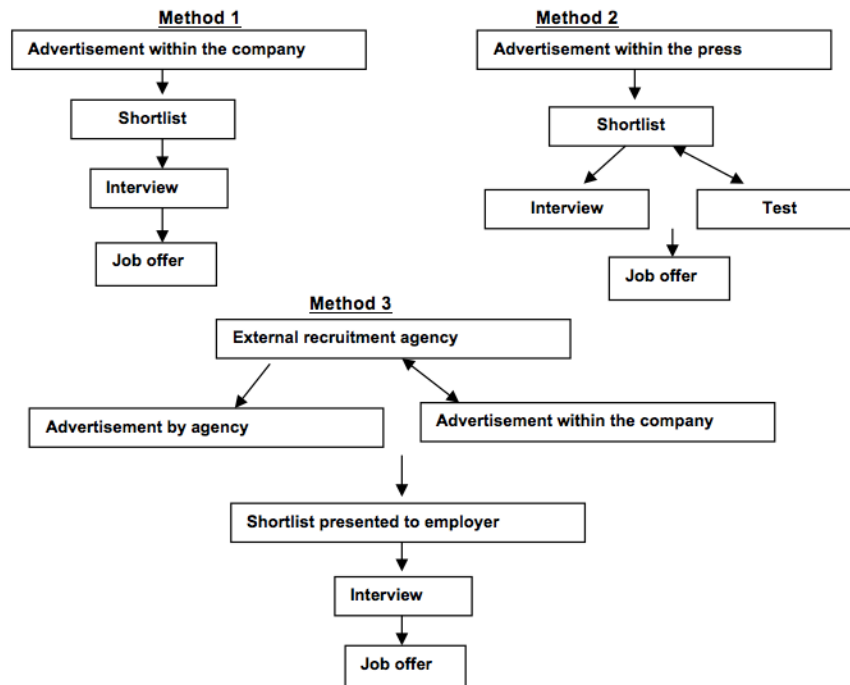 Method 1
Advertisement within the company
Shortlist
Interview
Job offer
Method 2
Advertisement within the press
Shortlist
Interview
Test
Job offer
Method 3
External recruitment agency
Advertisement by agency
Advertisement within the company
Shortlist presented to employer
Interview
Job offer